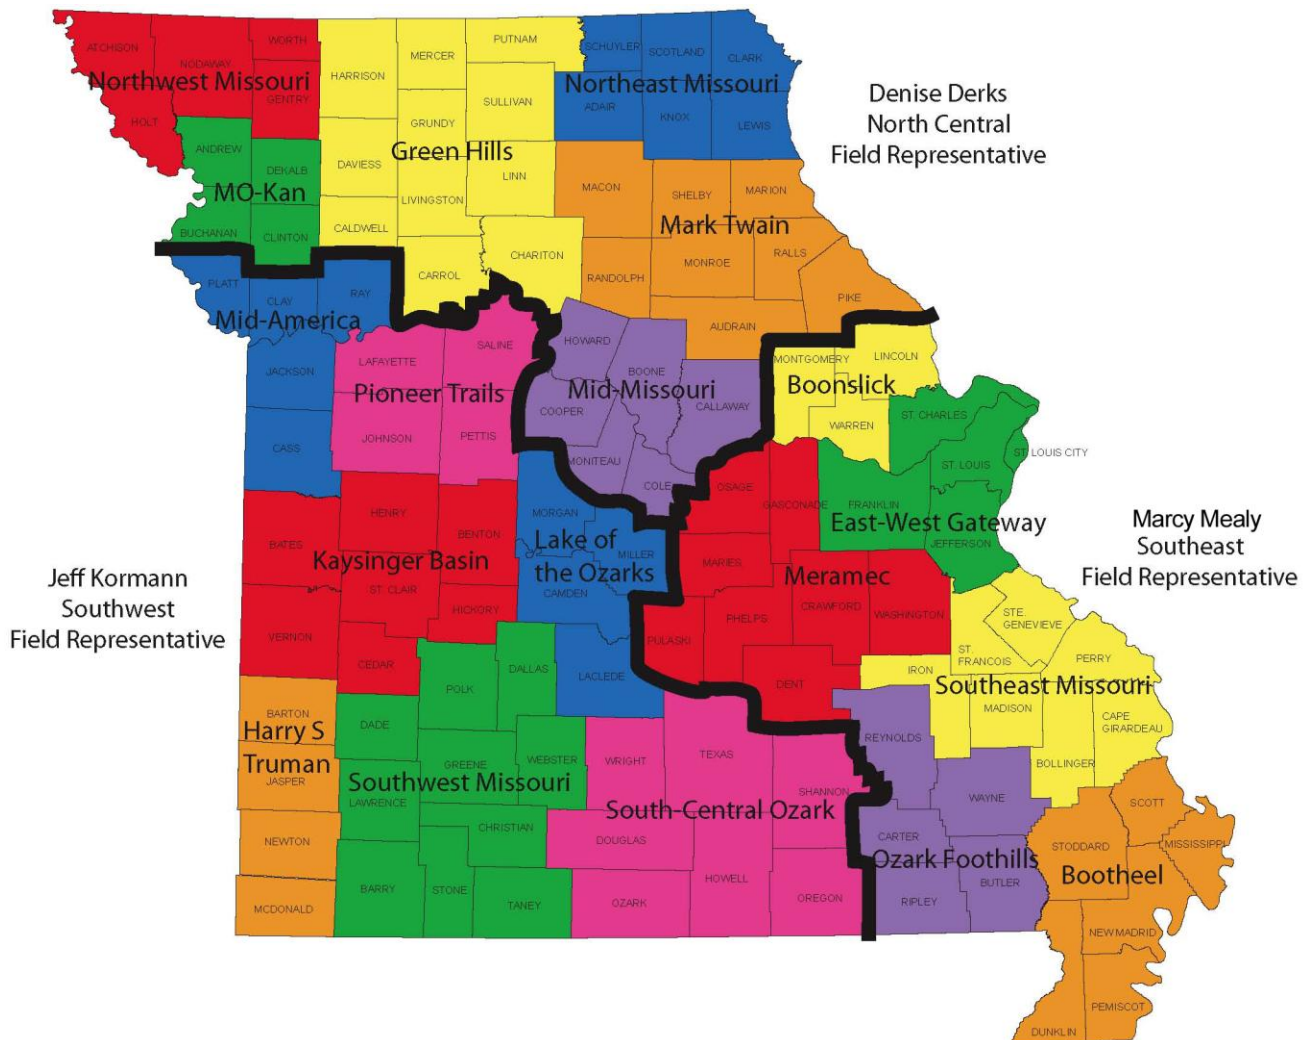 ATCHISON
NODAWAY
WORTH
Northwest Missouri
HOLT
GENTRY
ANDREW
DEKALB
MO-Kan
BUCHANAN
CLINTON
HARRISON
MERCER
PUTNAM
SULLIVAN
GRUNDY
Green Hills
DAVIESS
LINN
LIVINGSTON
CALDWELL
CARROL
CHARITON
SCHUYLER
SCOTLAND
CLARK
Northeast Missouri
ADAIR
KNOX
LEWIS
Denise Derks
North Central
Field Representative
MACON
SHELBY
MARION
Mark Twain
MONROE
RALLS
RANDOLPH
PIKE
AUDRAIN
PLATT
CLAY
RAY
Mid-America
JACKSON
CASS
LAFAYETTE
SALINE
Pioneer Trails
JOHNSON
PETTIS
HOWARD
BOONE
Mid-Missouri
CALLAWAY
COOPER
MONITEAU
COLE
MONTGOMERY
LINCOLN
Boonslick
WARREN
ST. CHARLES
ST. LOUIS
ST. LOUIS CITY
FRANKLIN
East-West Gateway
JEFFERSON
Marcy Mealy
Southeast
Field Representative
Jeff Kormann
Southwest
Field Representative
HENRY
BENTON
BATES
Kaysinger Basin
ST. CLAIR
HICKORY
VERNON
CEDAR
MORGAN
Lake of
MILLER
the Ozarks
CAMDEN
LACLEDE
OSAGE
GASCONADE
MARIES
Meramec
PHELPS
CRAWFORD
WASHINGTON
PULASKI
DENT
STE.
GENEVIEVE
ST.
FRANCOIS
PERRY
IRON
Southeast Missouri
MADISON
CAPE
GIRARDEAU
BOLLINGER
BARTON
Harry S
Truman
JASPER
NEWTON
MCDONALD
POLK
DALLAS
DADE
GREENE
WEBSTER
Southwest Missouri
LAWRENCE
CHRISTIAN
BARRY
STONE
TANEY
WRIGHT
TEXAS
SHANNON
South-Central Ozark
DOUGLAS
HOWELL
OZARK
OREGON
REYNOLDS
WAYNE
CARTER
Ozark Foothills
BUTLER
RIPLEY
SCOTT
STODDARD
MISSISSIPPI
Bootheel
NEW MADRID
PEMISCOT
DUNKLIN